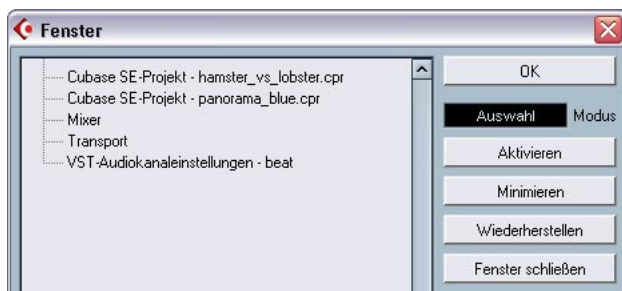 Fenster
Cubase SE-Projekt - hamster_vs_lobster.cpr
Cubase SE-Projekt - panorama_blue.cpr
Mixer
Transport
VST-Audiokanaleinstellungen - beat
OK
Auswahl Modus
Aktivieren
Minimieren
Wiederherstellen
Fenster schließen